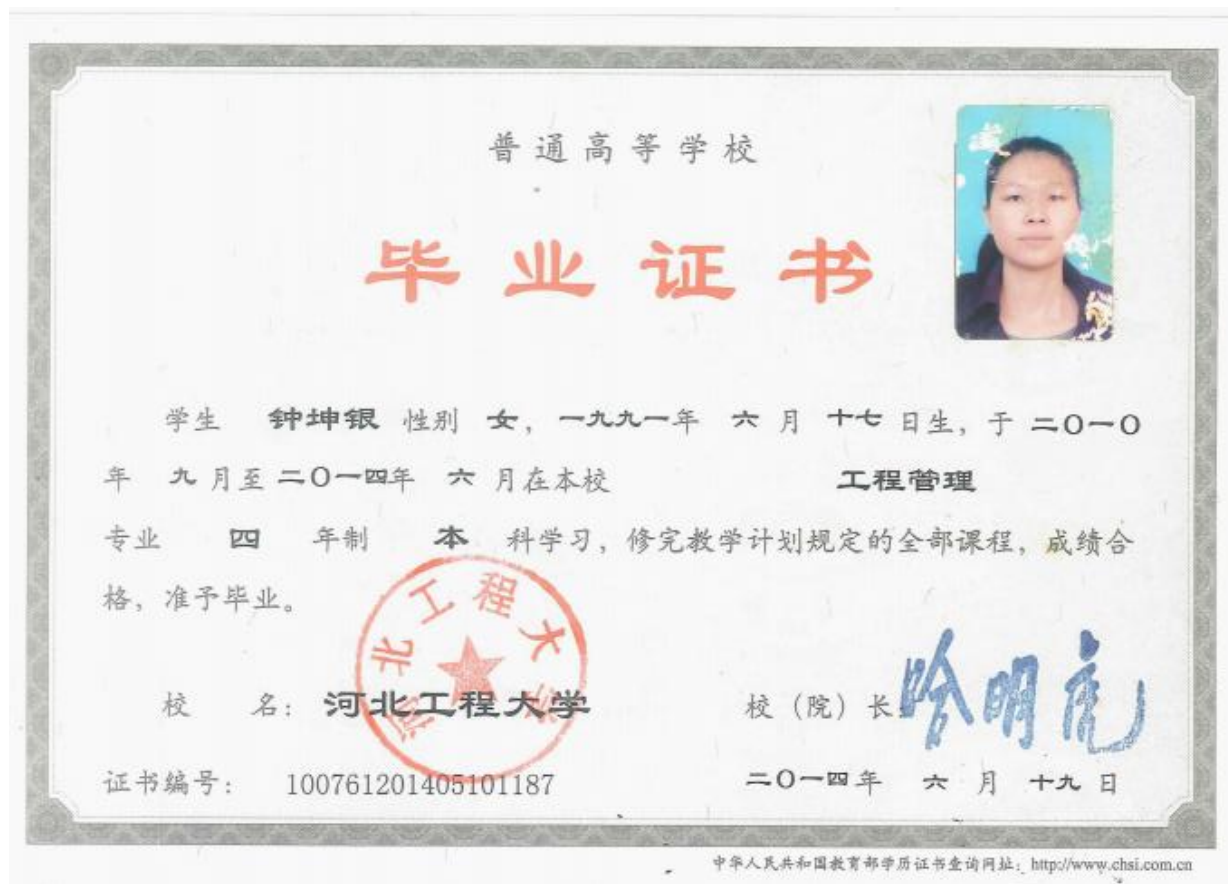 普通高等学校
毕业证书
学生 钟坤银 性别 女，一九九一年 六 月 十七 日生，于 二〇一〇
年 九 月至 二〇一四年 六 月在本校 工程管理
专业 四 年制 本 科学习，修完教学计划规定的全部课程，成绩合
格，准予毕业。
河北工程大学
校 名：河北工程大学 校（院）长：哈明虎
证书编号： 100761201405101187 二〇一四年 六 月 十九 日
中华人民共和国教育部学历证书查询网址：http://www.chsi.com.cn